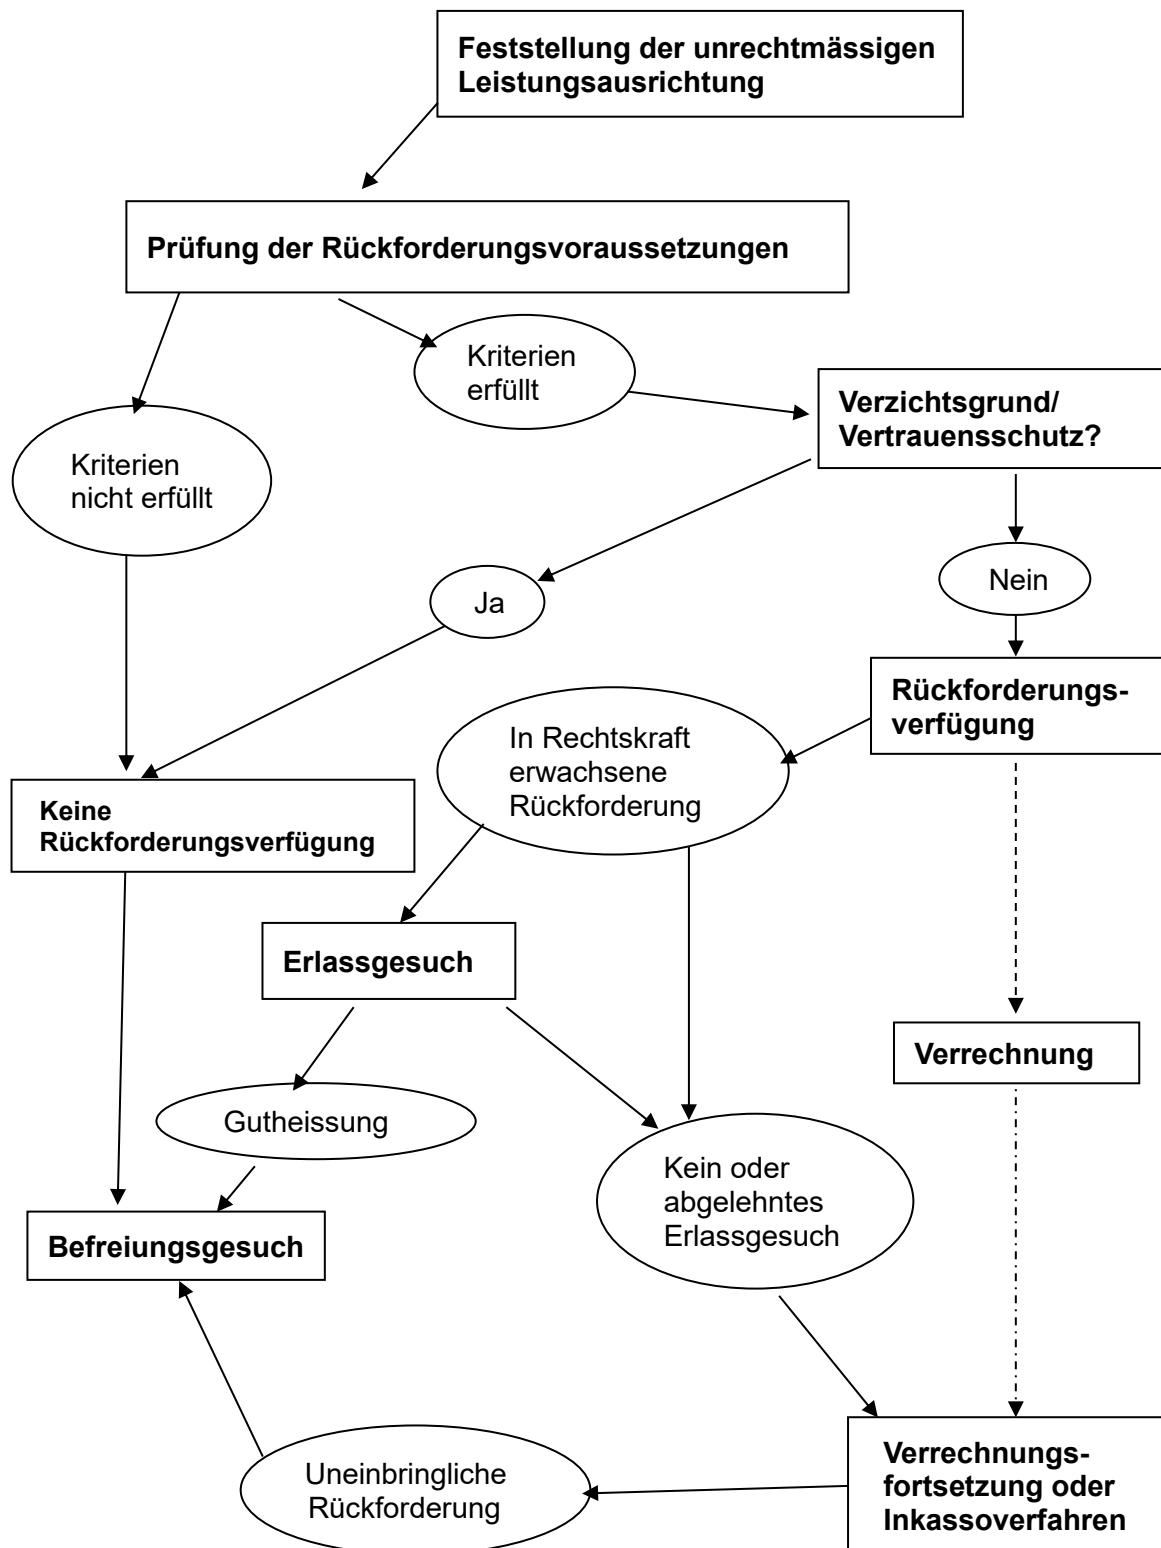 Feststellung der unrechtmässigen
Leistungsausrichtung
Prüfung der Rückforderungsvoraussetzungen
Kriterien
erfüllt
Verzichtsgrund/
Vertrauensschutz?
Kriterien
nicht erfüllt
Nein
Ja
Rückforderungs-
verfügung
In Rechtskraft
erwachsene
Rückforderung
Keine
Rückforderungsverfügung
Erlassgesuch
Verrechnung
Gutheissung
Kein oder
abgelehntes
Erlassgesuch
Befreiungsgesuch
Verrechnungs-
fortsetzung oder
Inkassoverfahren
Uneinbringliche
Rückforderung